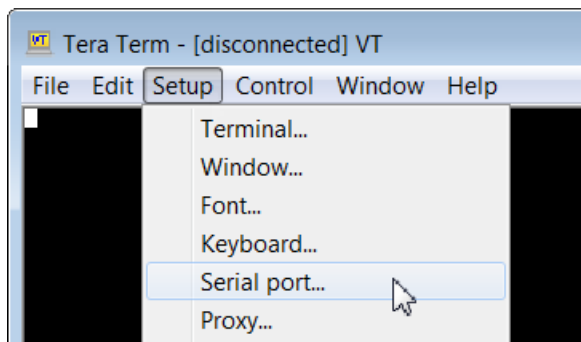 Tera Term - [disconnected] VT
File Edit Setup Control Window Help
Terminal...
Window...
Font...
Keyboard...
Serial port...
Proxy...